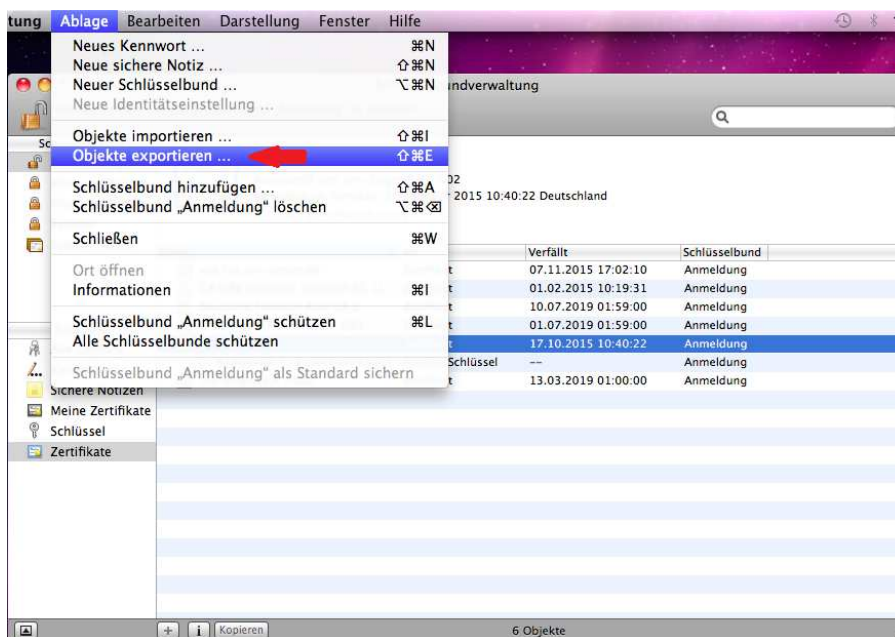 tung Ablage Bearbeiten Darstellung Fenster Hilfe
Neues Kennwort ... ⌘N
Neue sichere Notiz ... ⇧⌘N
Neuer Schlüsselbund ... ⌥⌘N
Neue Identitätseinstellung ...
Objekte importieren ... ⇧⌘I
Objekte exportieren ... ⇧⌘E
Schlüsselbund hinzufügen ... ⇧⌘A
Schlüsselbund „Anmeldung“ löschen ⌥⌘⌫
Schließen ⌘W
Ort öffnen
Informationen ⌘I
Schlüsselbund „Anmeldung“ schützen ⌘L
Alle Schlüsselbunde schützen
Schlüsselbund „Anmeldung“ als Standard sichern
undverwaltung
Sc
02
2015 10:40:22 Deutschland
Verfällt Schlüsselbund
t 07.11.2015 17:02:10 Anmeldung
t 01.02.2015 10:19:31 Anmeldung
t 10.07.2019 01:59:00 Anmeldung
t 01.07.2019 01:59:00 Anmeldung
t 17.10.2015 10:40:22 Anmeldung
Schlüssel -- Anmeldung
t 13.03.2019 01:00:00 Anmeldung
Sichere Notizen
Meine Zertifikate
Schlüssel
Zertifikate
+ i Kopieren 6 Objekte